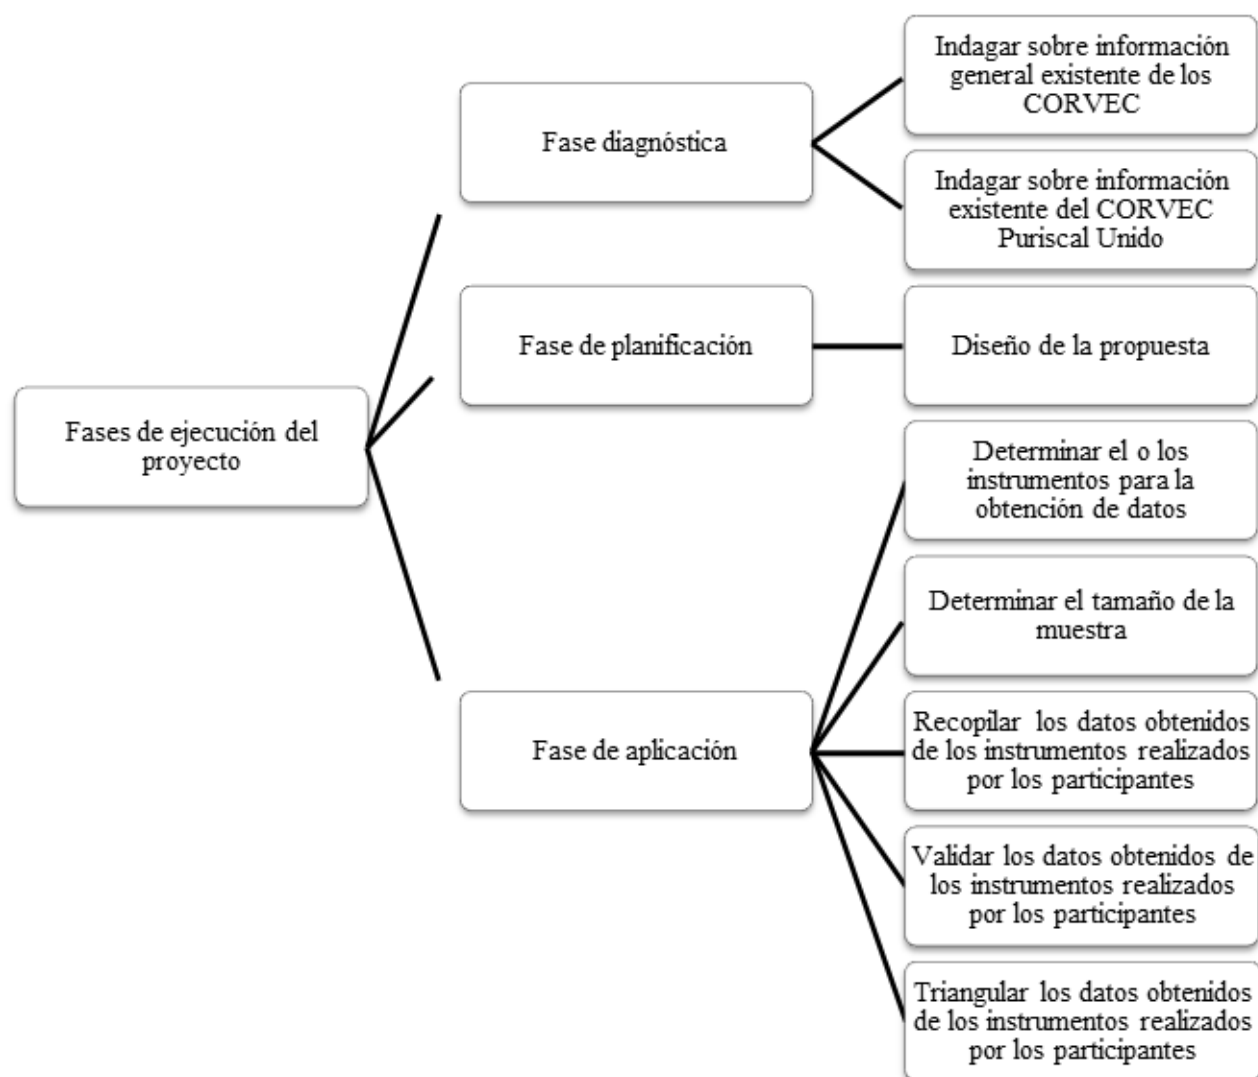 Fases de ejecución del
proyecto
Fase diagnóstica
Indagar sobre información
general existente de los
CORVEC
Indagar sobre información
existente del CORVEC
Puriscal Unido
Fase de planificación
Diseño de la propuesta
Fase de aplicación
Determinar el o los
instrumentos para la
obtención de datos
Determinar el tamaño de la
muestra
Recopilar los datos obtenidos
de los instrumentos realizados
por los participantes
Validar los datos obtenidos de
los instrumentos realizados
por los participantes
Triangular los datos obtenidos
de los instrumentos realizados
por los participantes